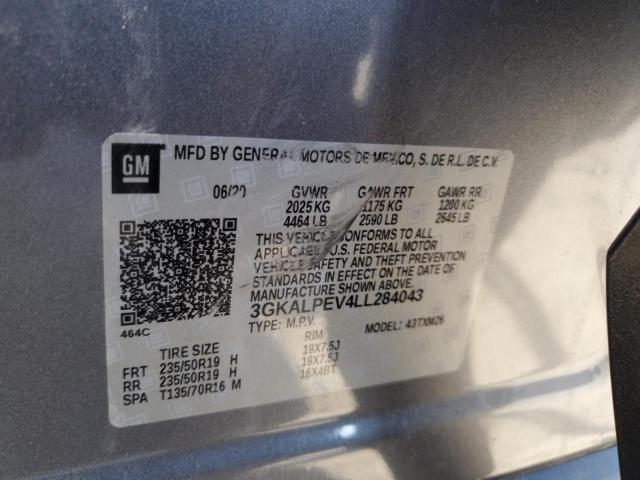 GM
MFD BY GENERAL MOTORS DE MEXICO, S. DE R.L. DE C.V.
06/20 GVWR GAWR FRT GAWR RR
2025 KG 1175 KG 1200 KG
4464 LB 2590 LB 2645 LB
THIS VEHICLE CONFORMS TO ALL
APPLICABLE U.S. FEDERAL MOTOR
VEHICLE SAFETY AND THEFT PREVENTION
STANDARDS IN EFFECT ON THE DATE OF
MANUFACTURE SHOWN ABOVE.
3GKALPEV4LL284043
464C
TYPE: M.P.V. MODEL: 43TXM26
TIRE SIZE RIM
FRT 235/50R19 H 19X7.5J
RR 235/50R19 H 19X7.5J
SPA T135/70R16 M 16X4BT